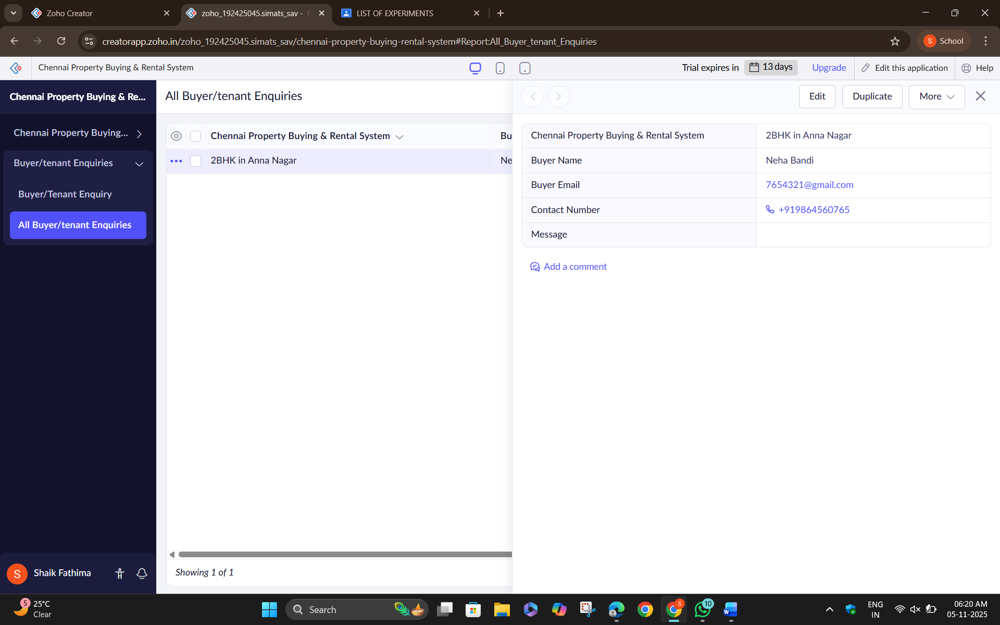 Zoho Creator
zoho_192425045.simats_sav -
LIST OF EXPERIMENTS
creatorapp.zoho.in/zoho_192425045.simats_sav/chennai-property-buying-rental-system#Report:All_Buyer_tenant_Enquiries
S School
Chennai Property Buying & Rental System
Trial expires in 13 days Upgrade Edit this application Help
Chennai Property Buying & Re...
All Buyer/tenant Enquiries
Edit Duplicate More
Chennai Property Buying...
Buyer/tenant Enquiries
Buyer/Tenant Enquiry
All Buyer/tenant Enquiries
Chennai Property Buying & Rental System Bu
2BHK in Anna Nagar Ne
Chennai Property Buying & Rental System 2BHK in Anna Nagar
Buyer Name Neha Bandi
Buyer Email 7654321@gmail.com
Contact Number +919864560765
Message
Add a comment
Showing 1 of 1
S Shaik Fathima
5 25°C
Clear
Search
S
10
W
ENG
IN
06:20 AM
05-11-2025